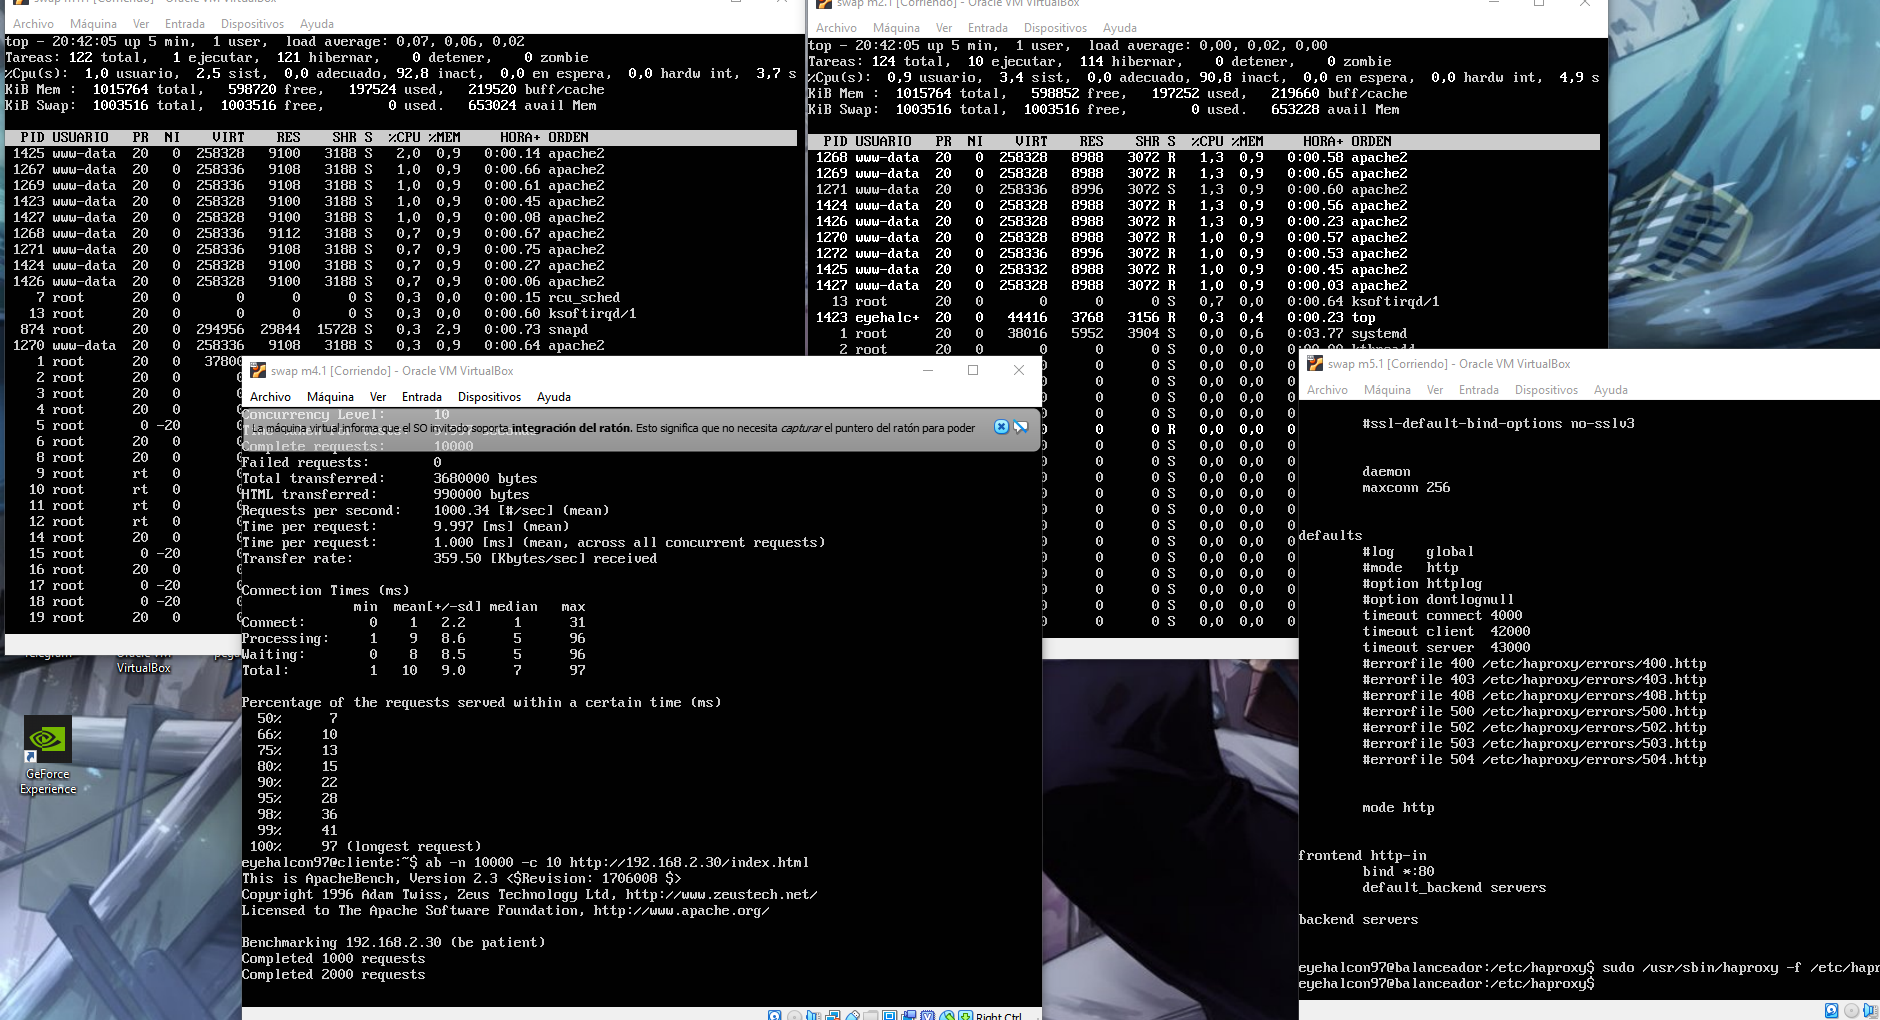 swap m1.1 [Corriendo] - Oracle VM VirtualBox
Archivo Máquina Ver Entrada Dispositivos Ayuda
top - 20:42:05 up 5 min, 1 user, load average: 0,07, 0,06, 0,02
Tareas: 122 total, 1 ejecutar, 121 hibernar, 0 detener, 0 zombie
%Cpu(s): 1,0 usuario, 2,5 sist, 0,0 adecuado, 92,8 inact, 0,0 en espera, 0,0 hardw int, 3,7 s
KiB Mem : 1015764 total, 598720 free, 197524 used, 219520 buff/cache
KiB Swap: 1003516 total, 1003516 free, 0 used. 653024 avail Mem
PID USUARIO PR NI VIRT RES SHR S %CPU %MEM HORA+ ORDEN
1425 www-data 20 0 258328 9100 3188 S 2,0 0,9 0:00.14 apache2
1267 www-data 20 0 258336 9108 3188 S 1,0 0,9 0:00.66 apache2
1269 www-data 20 0 258336 9108 3188 S 1,0 0,9 0:00.61 apache2
1423 www-data 20 0 258328 9100 3188 S 1,0 0,9 0:00.45 apache2
1427 www-data 20 0 258328 9100 3188 S 1,0 0,9 0:00.08 apache2
1268 www-data 20 0 258336 9112 3188 S 0,7 0,9 0:00.67 apache2
1271 www-data 20 0 258336 9108 3188 S 0,7 0,9 0:00.75 apache2
1424 www-data 20 0 258328 9100 3188 S 0,7 0,9 0:00.27 apache2
1426 www-data 20 0 258328 9100 3188 S 0,7 0,9 0:00.06 apache2
7 root 20 0 0 0 0 S 0,3 0,0 0:00.15 rcu_sched
13 root 20 0 0 0 0 S 0,3 0,0 0:00.60 ksoftirqd/1
874 root 20 0 294956 29844 15728 S 0,3 2,9 0:00.73 snapd
1270 www-data 20 0 258336 9108 3188 S 0,3 0,9 0:00.64 apache2
1 root 20 0 3780
2 root 20 0
3 root 20 0
4 root 20 0
5 root 0 -20
6 root 20 0
8 root 20 0
9 root rt 0
10 root rt 0
11 root rt 0
12 root rt 0
14 root 20 0
15 root 0 -20
16 root 20 0
17 root 0 -20
18 root 0 -20
19 root 20 0
swap m2.1 [Corriendo] - Oracle VM VirtualBox
Archivo Máquina Ver Entrada Dispositivos Ayuda
top - 20:42:05 up 5 min, 1 user, load average: 0,00, 0,02, 0,00
Tareas: 124 total, 10 ejecutar, 114 hibernar, 0 detener, 0 zombie
%Cpu(s): 0,9 usuario, 3,4 sist, 0,0 adecuado, 90,8 inact, 0,0 en espera, 0,0 hardw int, 4,9 s
KiB Mem : 1015764 total, 598852 free, 197252 used, 219660 buff/cache
KiB Swap: 1003516 total, 1003516 free, 0 used. 653228 avail Mem
PID USUARIO PR NI VIRT RES SHR S %CPU %MEM HORA+ ORDEN
1268 www-data 20 0 258328 8988 3072 R 1,3 0,9 0:00.58 apache2
1269 www-data 20 0 258328 8988 3072 R 1,3 0,9 0:00.65 apache2
1271 www-data 20 0 258336 8996 3072 S 1,3 0,9 0:00.60 apache2
1424 www-data 20 0 258328 8988 3072 R 1,3 0,9 0:00.56 apache2
1426 www-data 20 0 258328 8988 3072 R 1,3 0,9 0:00.23 apache2
1270 www-data 20 0 258328 8988 3072 R 1,0 0,9 0:00.57 apache2
1272 www-data 20 0 258336 8996 3072 R 1,0 0,9 0:00.53 apache2
1425 www-data 20 0 258332 8988 3072 R 1,0 0,9 0:00.45 apache2
1427 www-data 20 0 258328 8988 3072 R 1,0 0,9 0:00.03 apache2
13 root 20 0 0 0 0 S 0,7 0,0 0:00.64 ksoftirqd/1
1423 eyehalc+ 20 0 44416 3768 3156 R 0,3 0,4 0:00.23 top
1 root 20 0 38016 5952 3904 S 0,0 0,6 0:03.77 systemd
2 root 20 0 0 0 0 S 0,0 0,0
swap m4.1 [Corriendo] - Oracle VM VirtualBox
Archivo Máquina Ver Entrada Dispositivos Ayuda
Concurrency Level: 10
La máquina virtual informa que el SO invitado soporta integración del ratón. Esto significa que no necesita capturar el puntero del ratón para poder
Complete requests: 10000
Failed requests: 0
Total transferred: 3680000 bytes
HTML transferred: 990000 bytes
Requests per second: 1000.34 [#/sec] (mean)
Time per request: 9.997 [ms] (mean)
Time per request: 1.000 [ms] (mean, across all concurrent requests)
Transfer rate: 359.50 [Kbytes/sec] received
Connection Times (ms)
min mean[+/-sd] median max
Connect: 0 1 2.2 1 31
Processing: 1 9 8.6 5 96
Waiting: 0 8 8.5 5 96
Total: 1 10 9.0 7 97
Percentage of the requests served within a certain time (ms)
50% 7
66% 10
75% 13
80% 15
90% 22
95% 28
98% 36
99% 41
100% 97 (longest request)
eyehalcon97@cliente:~$ ab -n 10000 -c 10 http://192.168.2.30/index.html
This is ApacheBench, Version 2.3 <$Revision: 1706008 $>
Copyright 1996 Adam Twiss, Zeus Technology Ltd, http://www.zeustech.net/
Licensed to The Apache Software Foundation, http://www.apache.org/
Benchmarking 192.168.2.30 (be patient)
Completed 1000 requests
Completed 2000 requests
Right Ctrl
swap m5.1 [Corriendo] - Oracle VM VirtualBox
Archivo Máquina Ver Entrada Dispositivos Ayuda
#ssl-default-bind-options no-sslv3
daemon
maxconn 256
defaults
#log global
#mode http
#option httplog
#option dontlognull
timeout connect 4000
timeout client 42000
timeout server 43000
#errorfile 400 /etc/haproxy/errors/400.http
#errorfile 403 /etc/haproxy/errors/403.http
#errorfile 408 /etc/haproxy/errors/408.http
#errorfile 500 /etc/haproxy/errors/500.http
#errorfile 502 /etc/haproxy/errors/502.http
#errorfile 503 /etc/haproxy/errors/503.http
#errorfile 504 /etc/haproxy/errors/504.http
mode http
frontend http-in
bind *:80
default_backend servers
backend servers
eyehalcon97@balanceador:/etc/haproxy$ sudo /usr/sbin/haproxy -f /etc/hapr
eyehalcon97@balanceador:/etc/haproxy$
Telegram
Oracle VM VirtualBox
GeForce Experience